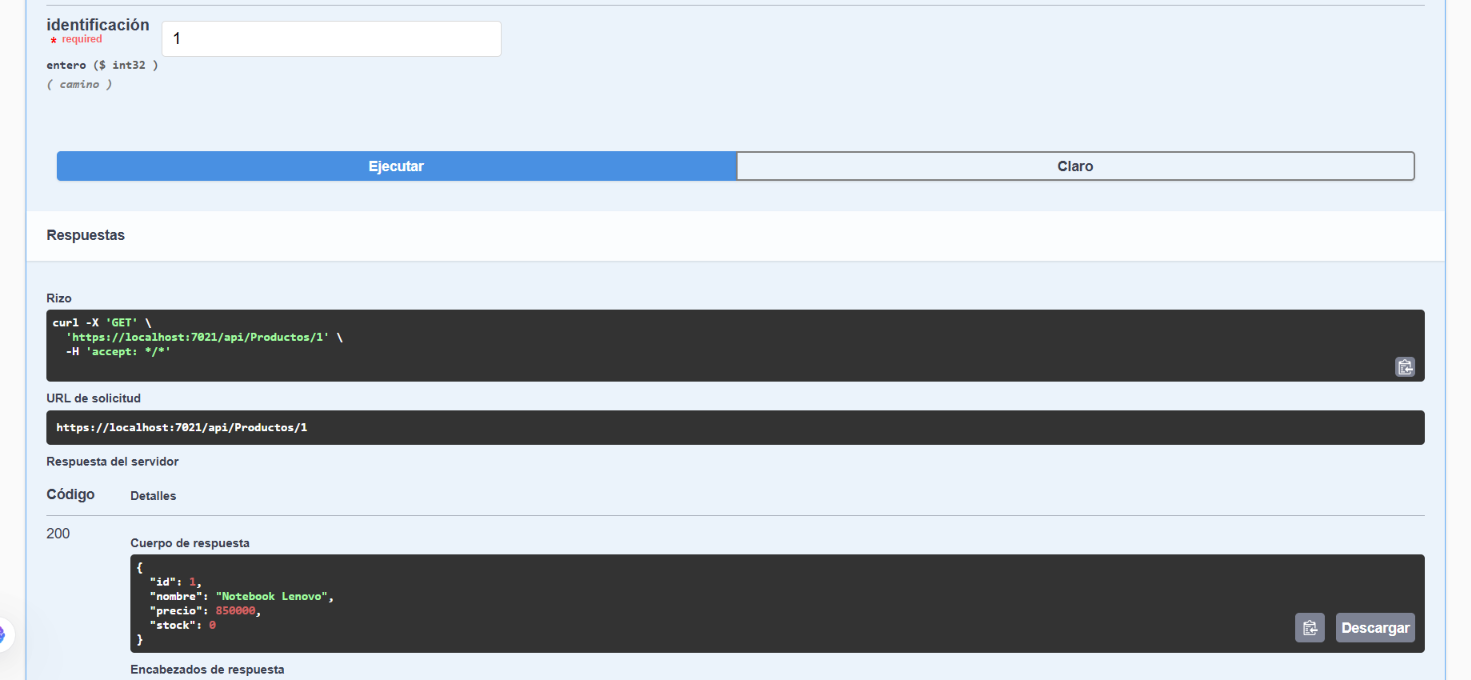 identificación
* required
1
entero ($ int32 )
( camino )
Ejecutar
Claro
Respuestas
Rizo
curl -X 'GET' \
'https://localhost:7021/api/Productos/1' \
-H 'accept: */*'
URL de solicitud
https://localhost:7021/api/Productos/1
Respuesta del servidor
Código Detalles
200
Cuerpo de respuesta
{
"id": 1,
"nombre": "Notebook Lenovo",
"precio": 850000,
"stock": 0
}
Descargar
Encabezados de respuesta